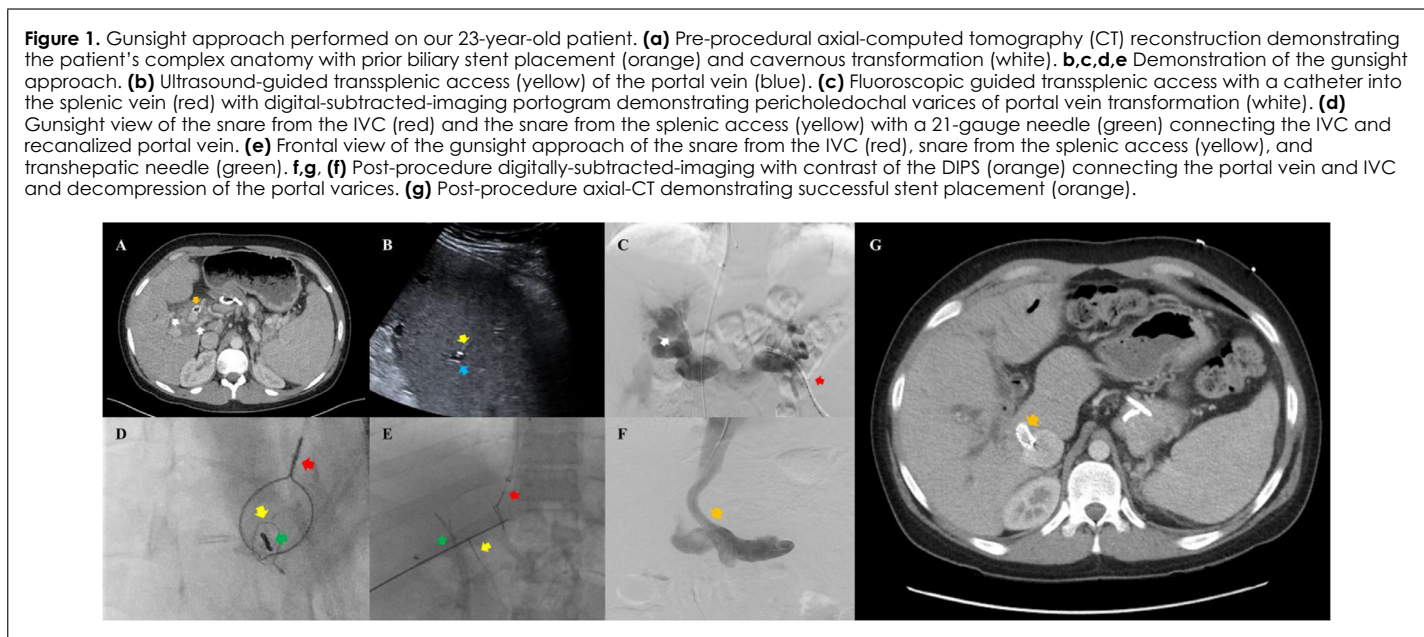 Figure 1. Gunsight approach performed on our 23-year-old patient. (a) Pre-procedural axial-computed tomography (CT) reconstruction demonstrating
the patient’s complex anatomy with prior biliary stent placement (orange) and cavernous transformation (white). b,c,d,e Demonstration of the gunsight
approach. (b) Ultrasound-guided transsplenic access (yellow) of the portal vein (blue). (c) Fluoroscopic guided transsplenic access with a catheter into
the splenic vein (red) with digital-subtracted-imaging portogram demonstrating pericholedochal varices of portal vein transformation (white). (d)
Gunsight view of the snare from the IVC (red) and the snare from the splenic access (yellow) with a 21-gauge needle (green) connecting the IVC and
recanalized portal vein. (e) Frontal view of the gunsight approach of the snare from the IVC (red), snare from the splenic access (yellow), and
transhepatic needle (green). f,g, (f) Post-procedure digitally-subtracted-imaging with contrast of the DIPS (orange) connecting the portal vein and IVC
and decompression of the portal varices. (g) Post-procedure axial-CT demonstrating successful stent placement (orange).
A
B
C
G
D
E
F